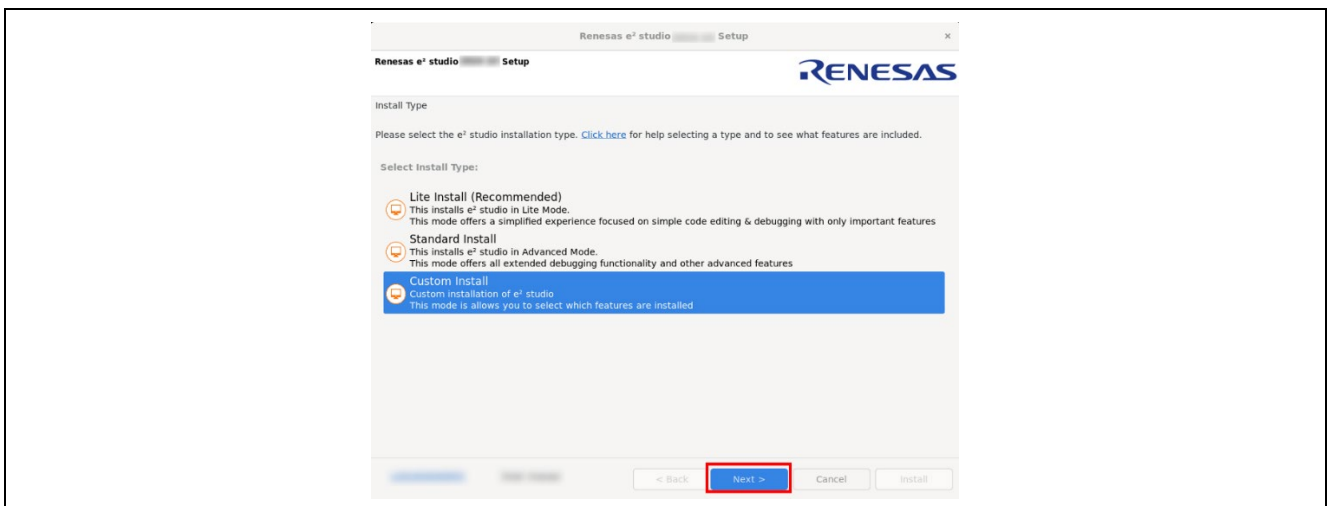 Renesas e² studio Setup ×
Renesas e² studio Setup
RENESAS
Install Type
Please select the e² studio installation type. Click here for help selecting a type and to see what features are included.
Select Install Type:
Lite Install (Recommended)
This installs e² studio in Lite Mode.
This mode offers a simplified experience focused on simple code editing & debugging with only important features
Standard Install
This installs e² studio in Advanced Mode.
This mode offers all extended debugging functionality and other advanced features
Custom Install
Custom installation of e² studio
This mode is allows you to select which features are installed
< Back Next > Cancel Install